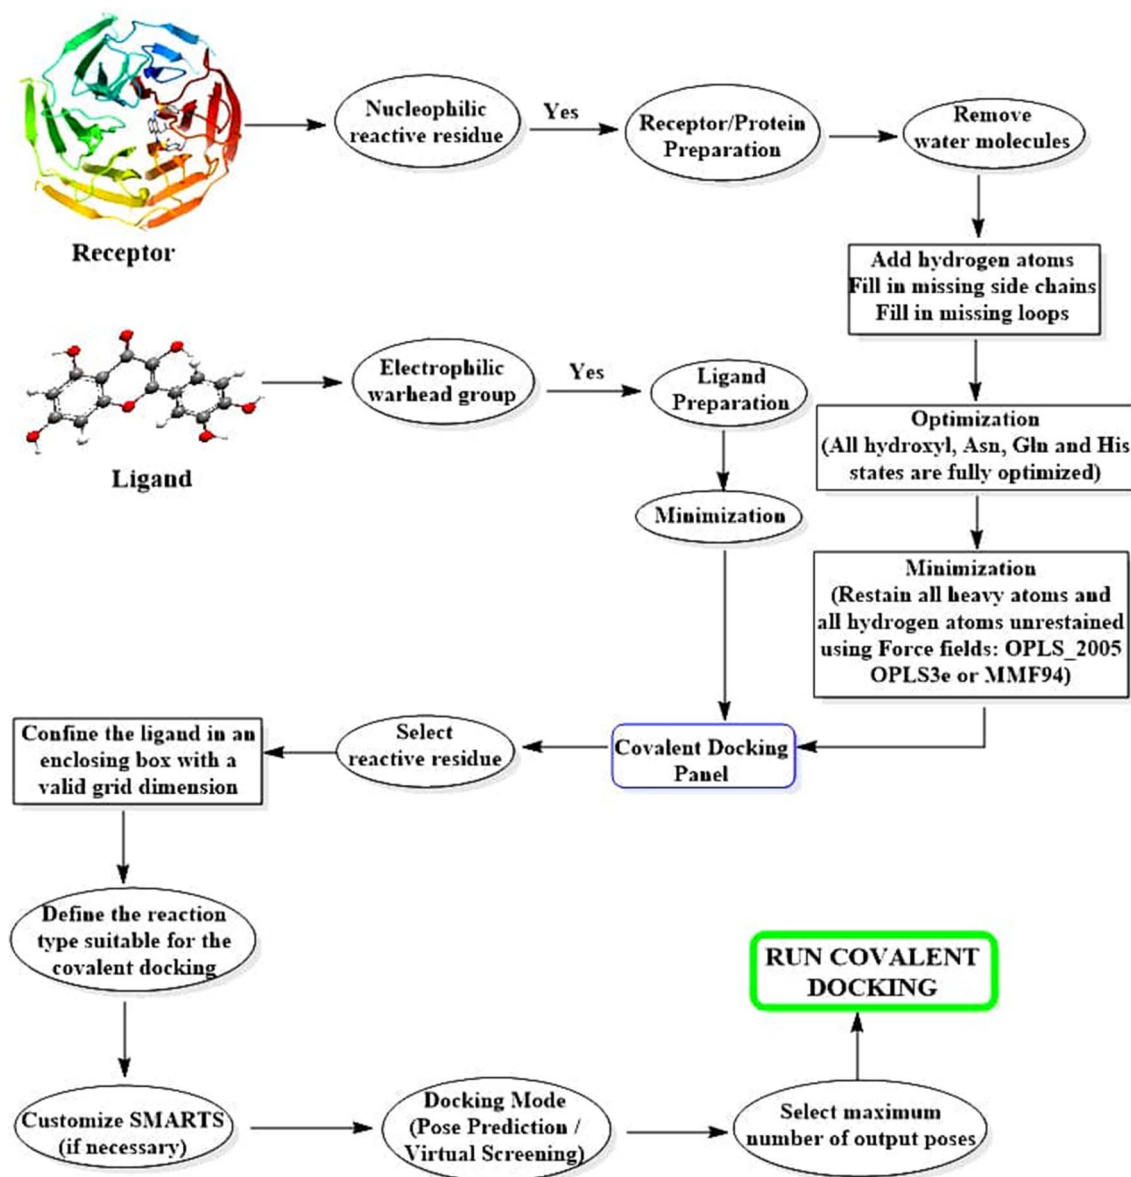 Receptor
Nucleophilic
reactive residue
Yes
Receptor/Protein
Preparation
Remove
water molecules
Add hydrogen atoms
Fill in missing side chains
Fill in missing loops
Ligand
Electrophilic
warhead group
Yes
Ligand
Preparation
Minimization
Optimization
(All hydroxyl, Asn, Gln and His
states are fully optimized)
Minimization
(Restain all heavy atoms and
all hydrogen atoms unrestained
using Force fields: OPLS_2005
OPLS3e or MMF94)
Covalent Docking
Panel
Select
reactive residue
Confine the ligand in an
enclosing box with a
valid grid dimension
Define the reaction
type suitable for the
covalent docking
Customize SMARTS
(if necessary)
Docking Mode
(Pose Prediction /
Virtual Screening)
Select maximum
number of output poses
RUN COVALENT
DOCKING